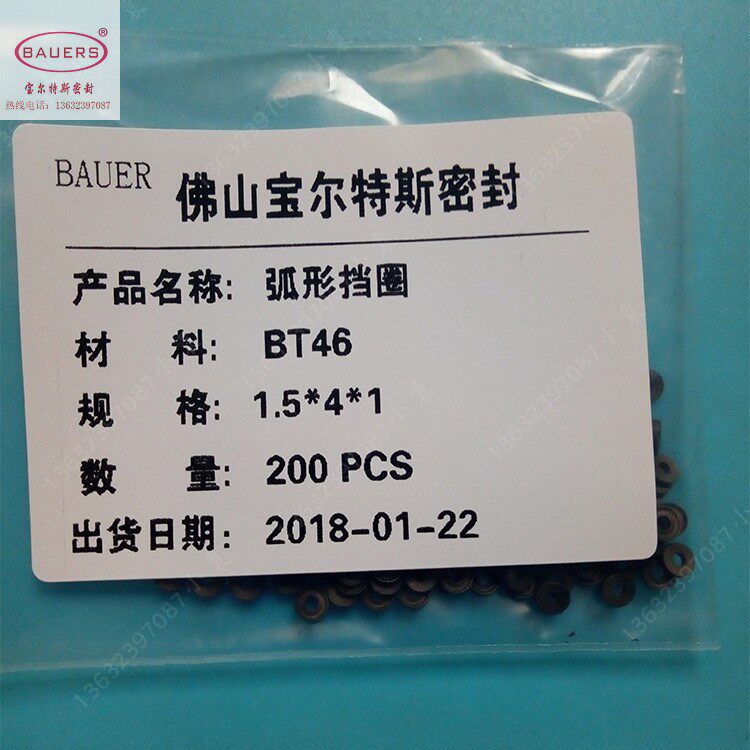 BAUERS
®
宝尔特斯密封
热线电话:13632397087
BAUER 佛山宝尔特斯密封
产品名称: 弧形挡圈
材 料: BT46
规 格: 1.5*4*1
数 量: 200 PCS
出货日期: 2018-01-22